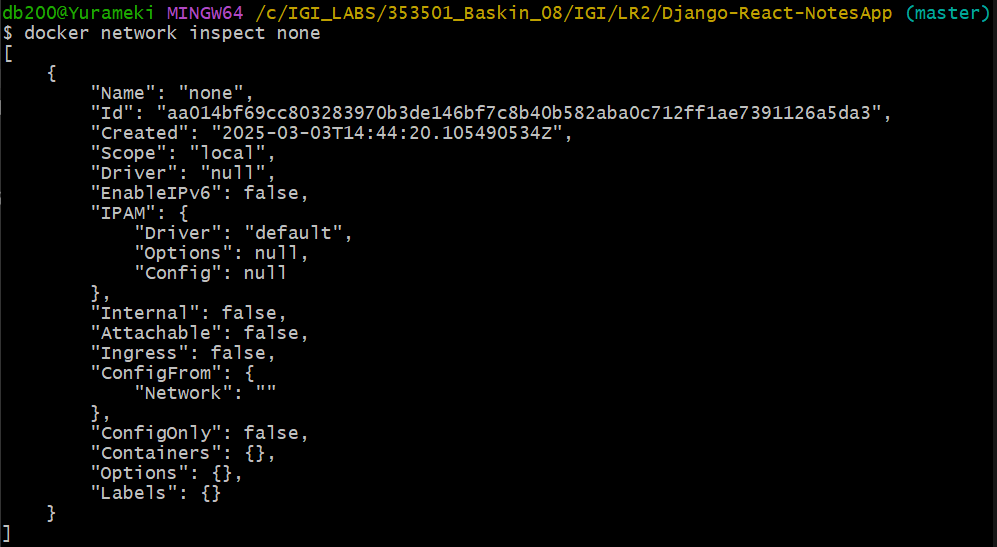 db200@Yurameki MINGW64 /c/IGI_LABS/353501_Baskin_08/IGI/LR2/Django-React-NotesApp (master)
$ docker network inspect none
[
    {
        "Name": "none",
        "Id": "aa014bf69cc803283970b3de146bf7c8b40b582aba0c712ff1ae7391126a5da3",
        "Created": "2025-03-03T14:44:20.105490534Z",
        "Scope": "local",
        "Driver": "null",
        "EnableIPv6": false,
        "IPAM": {
            "Driver": "default",
            "Options": null,
            "Config": null
        },
        "Internal": false,
        "Attachable": false,
        "Ingress": false,
        "ConfigFrom": {
            "Network": ""
        },
        "ConfigOnly": false,
        "Containers": {},
        "Options": {},
        "Labels": {}
    }
]